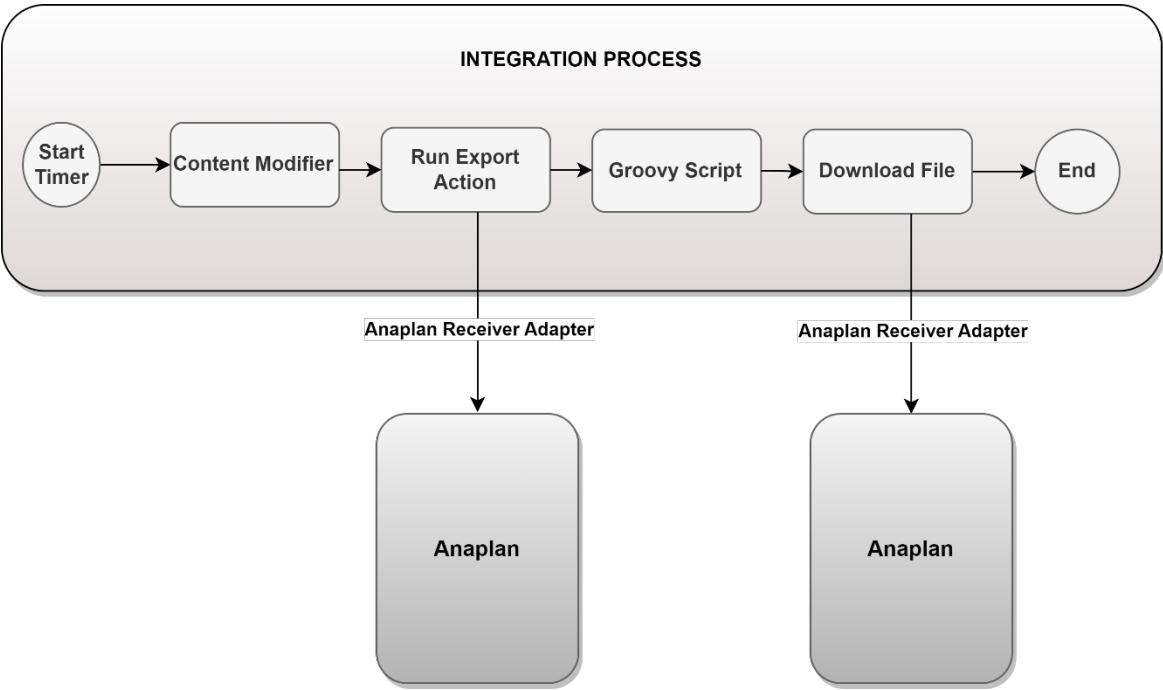 INTEGRATION PROCESS
Start
Timer
Content Modifier
Run Export
Action
Groovy Script
Download File
End
Anaplan Receiver Adapter
Anaplan Receiver Adapter
Anaplan
Anaplan